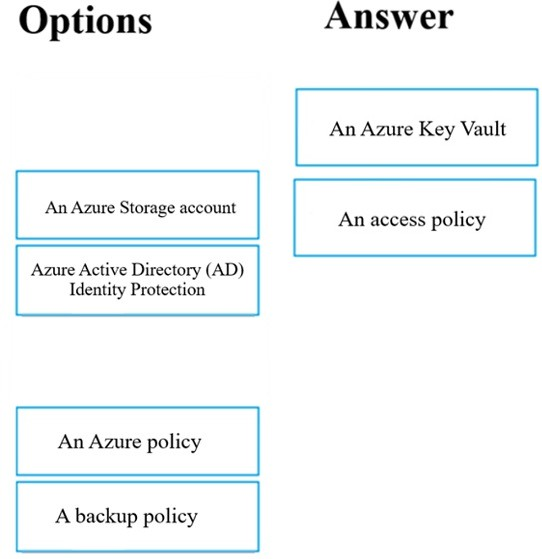 Options
Answer
An Azure Key Vault
An Azure Storage account
An access policy
Azure Active Directory (AD)
Identity Protection
An Azure policy
A backup policy